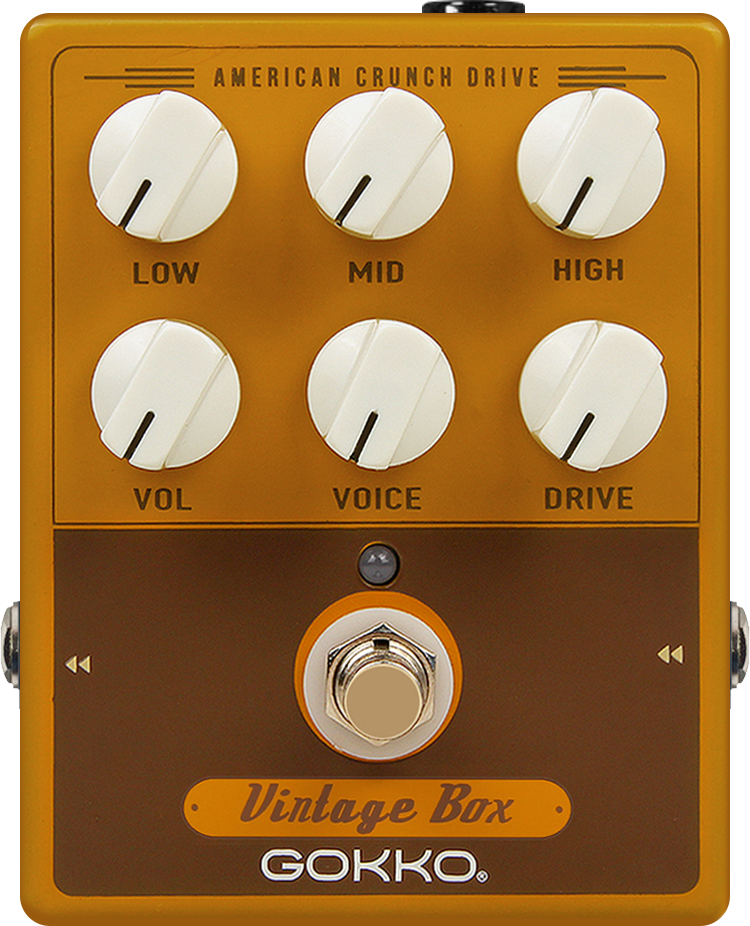 AMERICAN CRUNCH DRIVE
LOW MID HIGH
VOL VOICE DRIVE
Vintage Box
GOKKO®